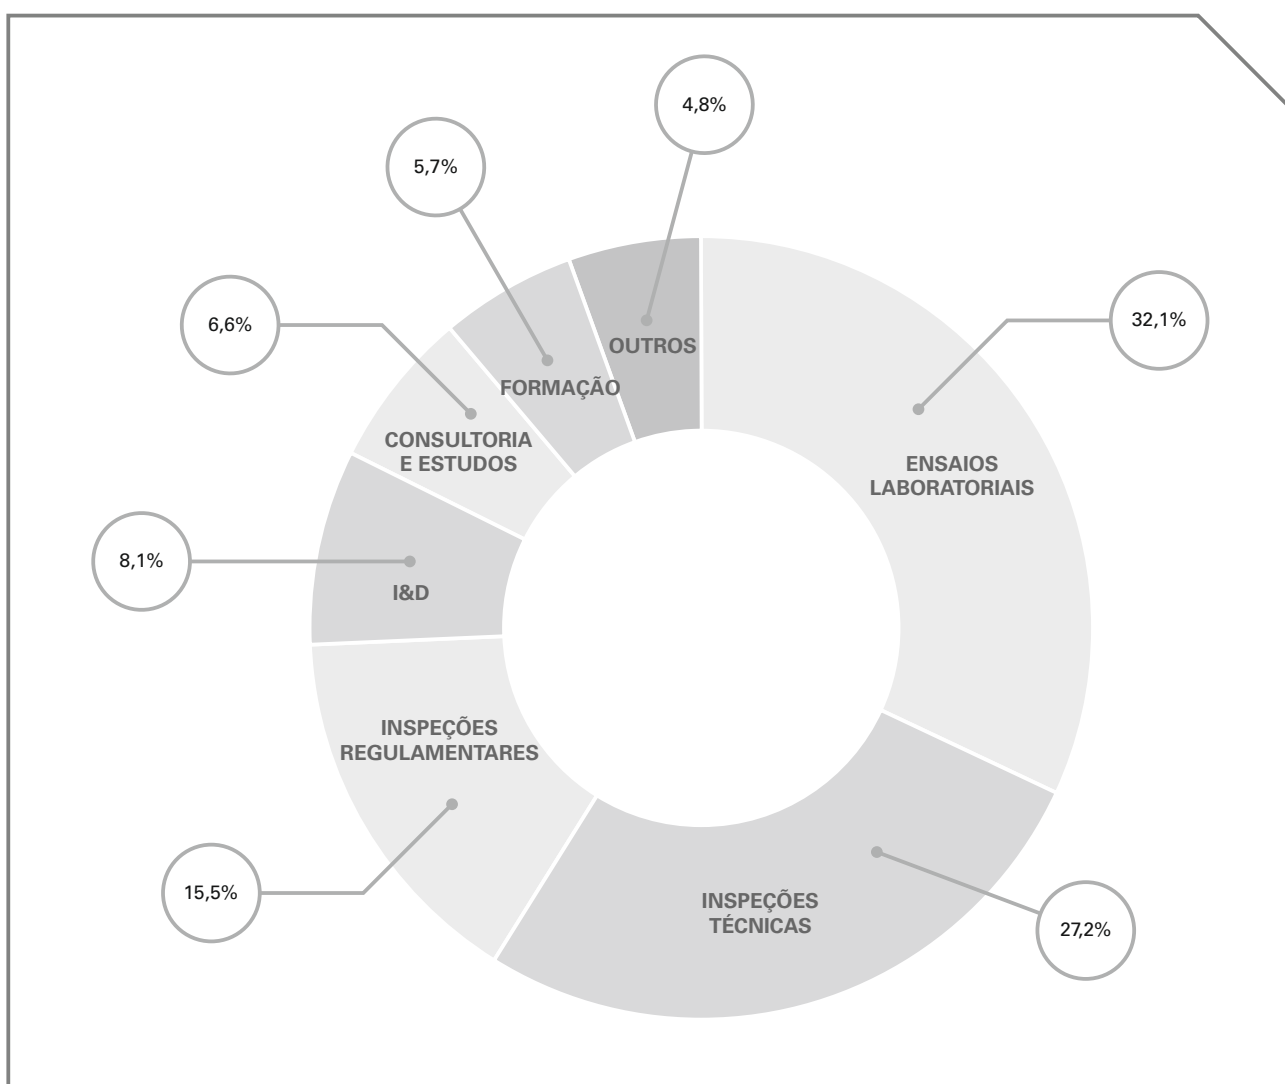 4,8%
5,7%
6,6%
32,1%
OUTROS
FORMAÇÃO
CONSULTORIA
E ESTUDOS
ENSAIOS
LABORATORIAIS
8,1%
I&D
INSPEÇÕES
REGULAMENTARES
15,5%
INSPEÇÕES
TÉCNICAS
27,2%